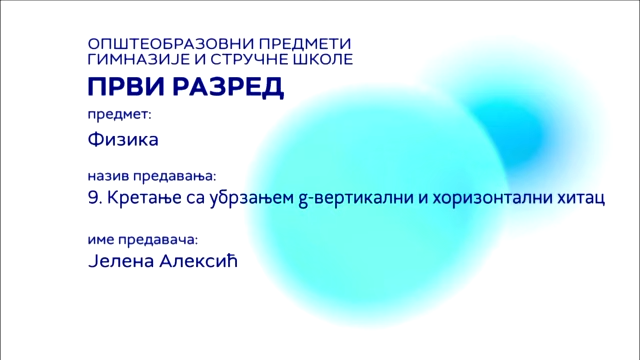 ОПШТЕОБРАЗОВНИ ПРЕДМЕТИ
ГИМНАЗИЈЕ И СТРУЧНЕ ШКОЛЕ
ПРВИ РАЗРЕД
предмет:
Физика
назив предавања:
9. Кретање са убрзањем g-вертикални и хоризонтални хитац
име предавача:
Јелена Алексић